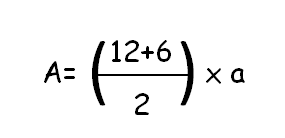 A= (12+6 / 2) x a